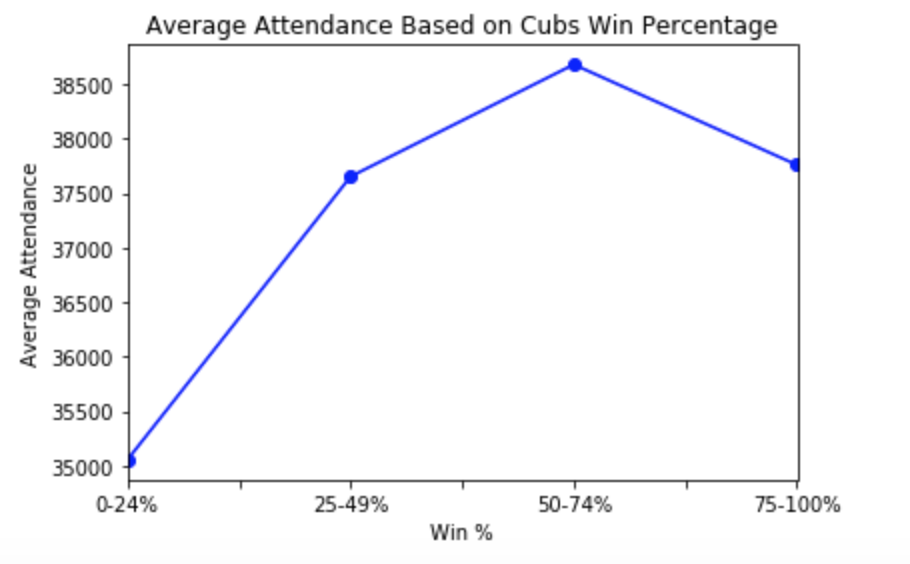 Average Attendance Based on Cubs Win Percentage
38500
38000
37500
37000
36500
36000
35500
35000
Average Attendance
0-24% 25-49% 50-74% 75-100%
Win %